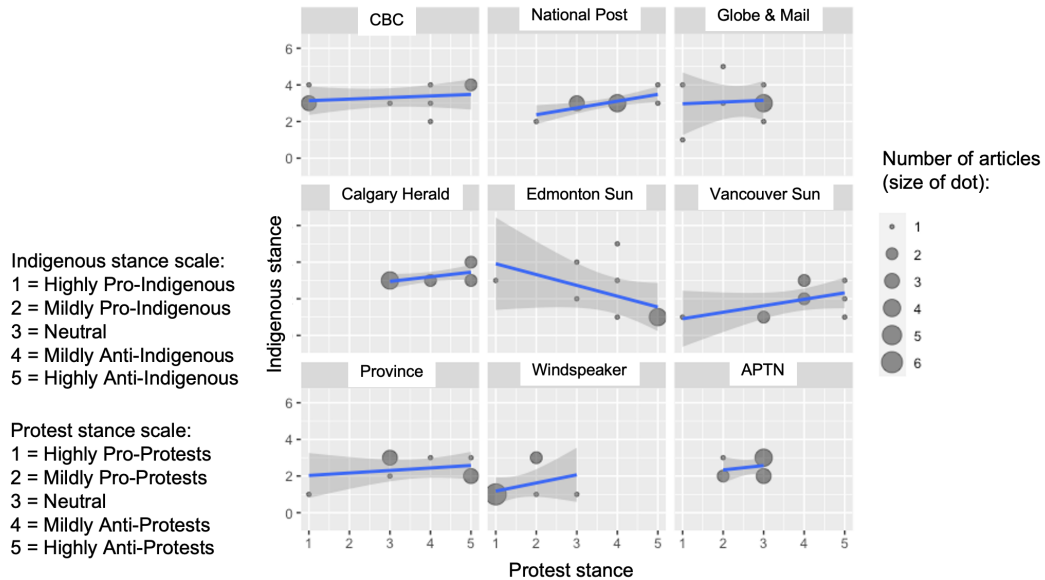 CBC
National Post
Globe & Mail
6
4
2
0
Number of articles
(size of dot):
1
2
3
4
5
6
Calgary Herald
Edmonton Sun
Vancouver Sun
Indigenous stance
Indigenous stance scale:
1 = Highly Pro-Indigenous
2 = Mildly Pro-Indigenous
3 = Neutral
4 = Mildly Anti-Indigenous
5 = Highly Anti-Indigenous
Protest stance scale:
1 = Highly Pro-Protests
2 = Mildly Pro-Protests
3 = Neutral
4 = Mildly Anti-Protests
5 = Highly Anti-Protests
Province
Windspeaker
APTN
6
4
2
0
1 2 3 4 5
1 2 3 4 5
1 2 3 4 5
Protest stance